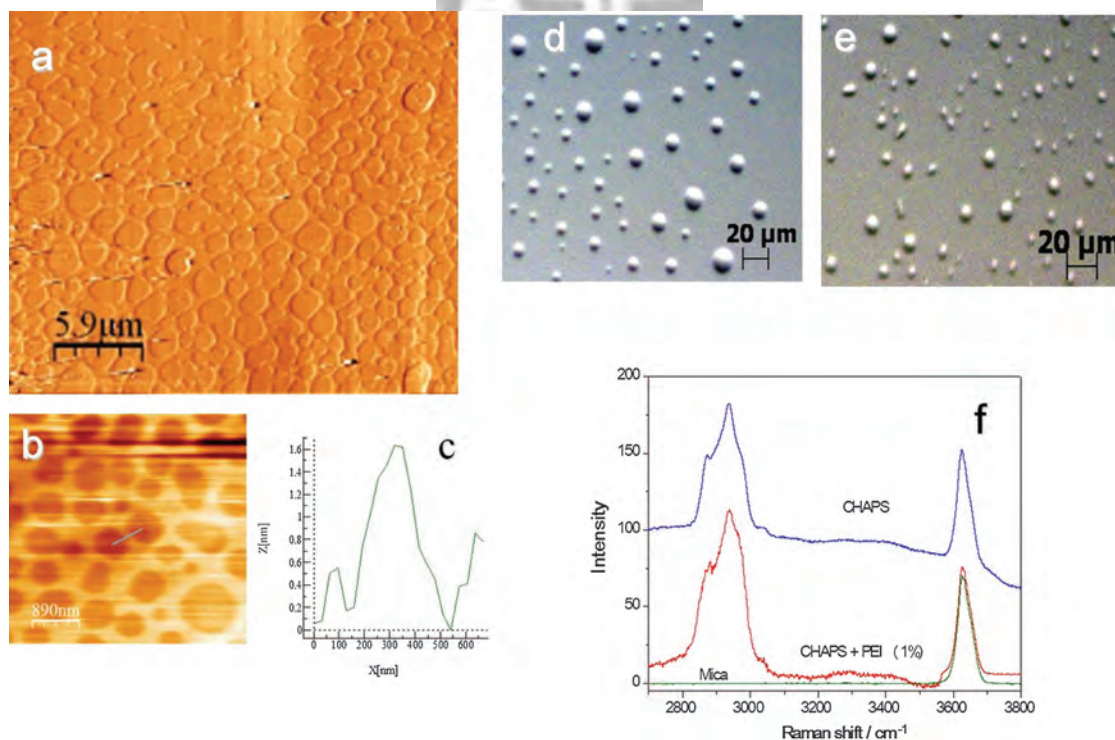 a
5.9µm
b
890nm
c
Z[nm]
1.6
1.4
1.2
1
0.8
0.6
0.4
0.2
0
0 100 200 300 400 500 600
X[nm]
d
20 µm
e
20 µm
f
Intensity
200
150
100
50
0
CHAPS
CHAPS + PEI (1%)
Mica
2800 3000 3200 3400 3600 3800
Raman shift / cm⁻¹